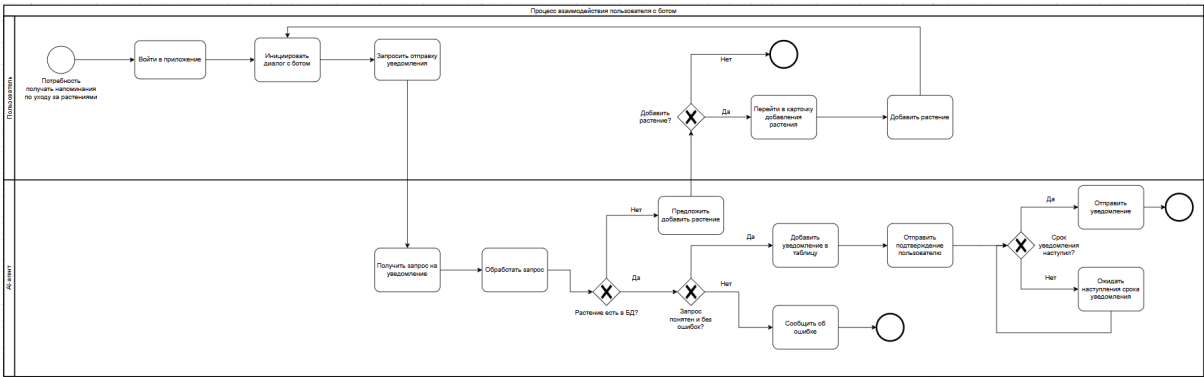 Процесс взаимодействия пользователя с ботом
Пользователь
Потребность
получать напоминания
по уходу за растениями
Войти в приложение
Инициировать
диалог с ботом
Запросить отправку
уведомления
Добавить
растение?
Нет
Да
Перейти в карточку
добавления
растения
Добавить растение
AI-агент
Получить запрос на
уведомление
Обработать запрос
Растение есть в БД?
Нет
Да
Предложить
добавить растение
Запрос
понятен и без
ошибок?
Да
Нет
Добавить
уведомление в
таблицу
Отправить
подтверждение
пользователю
Сообщить об
ошибке
Срок
уведомления
наступил?
Да
Нет
Отправить
уведомление
Ожидать
наступления срока
уведомления